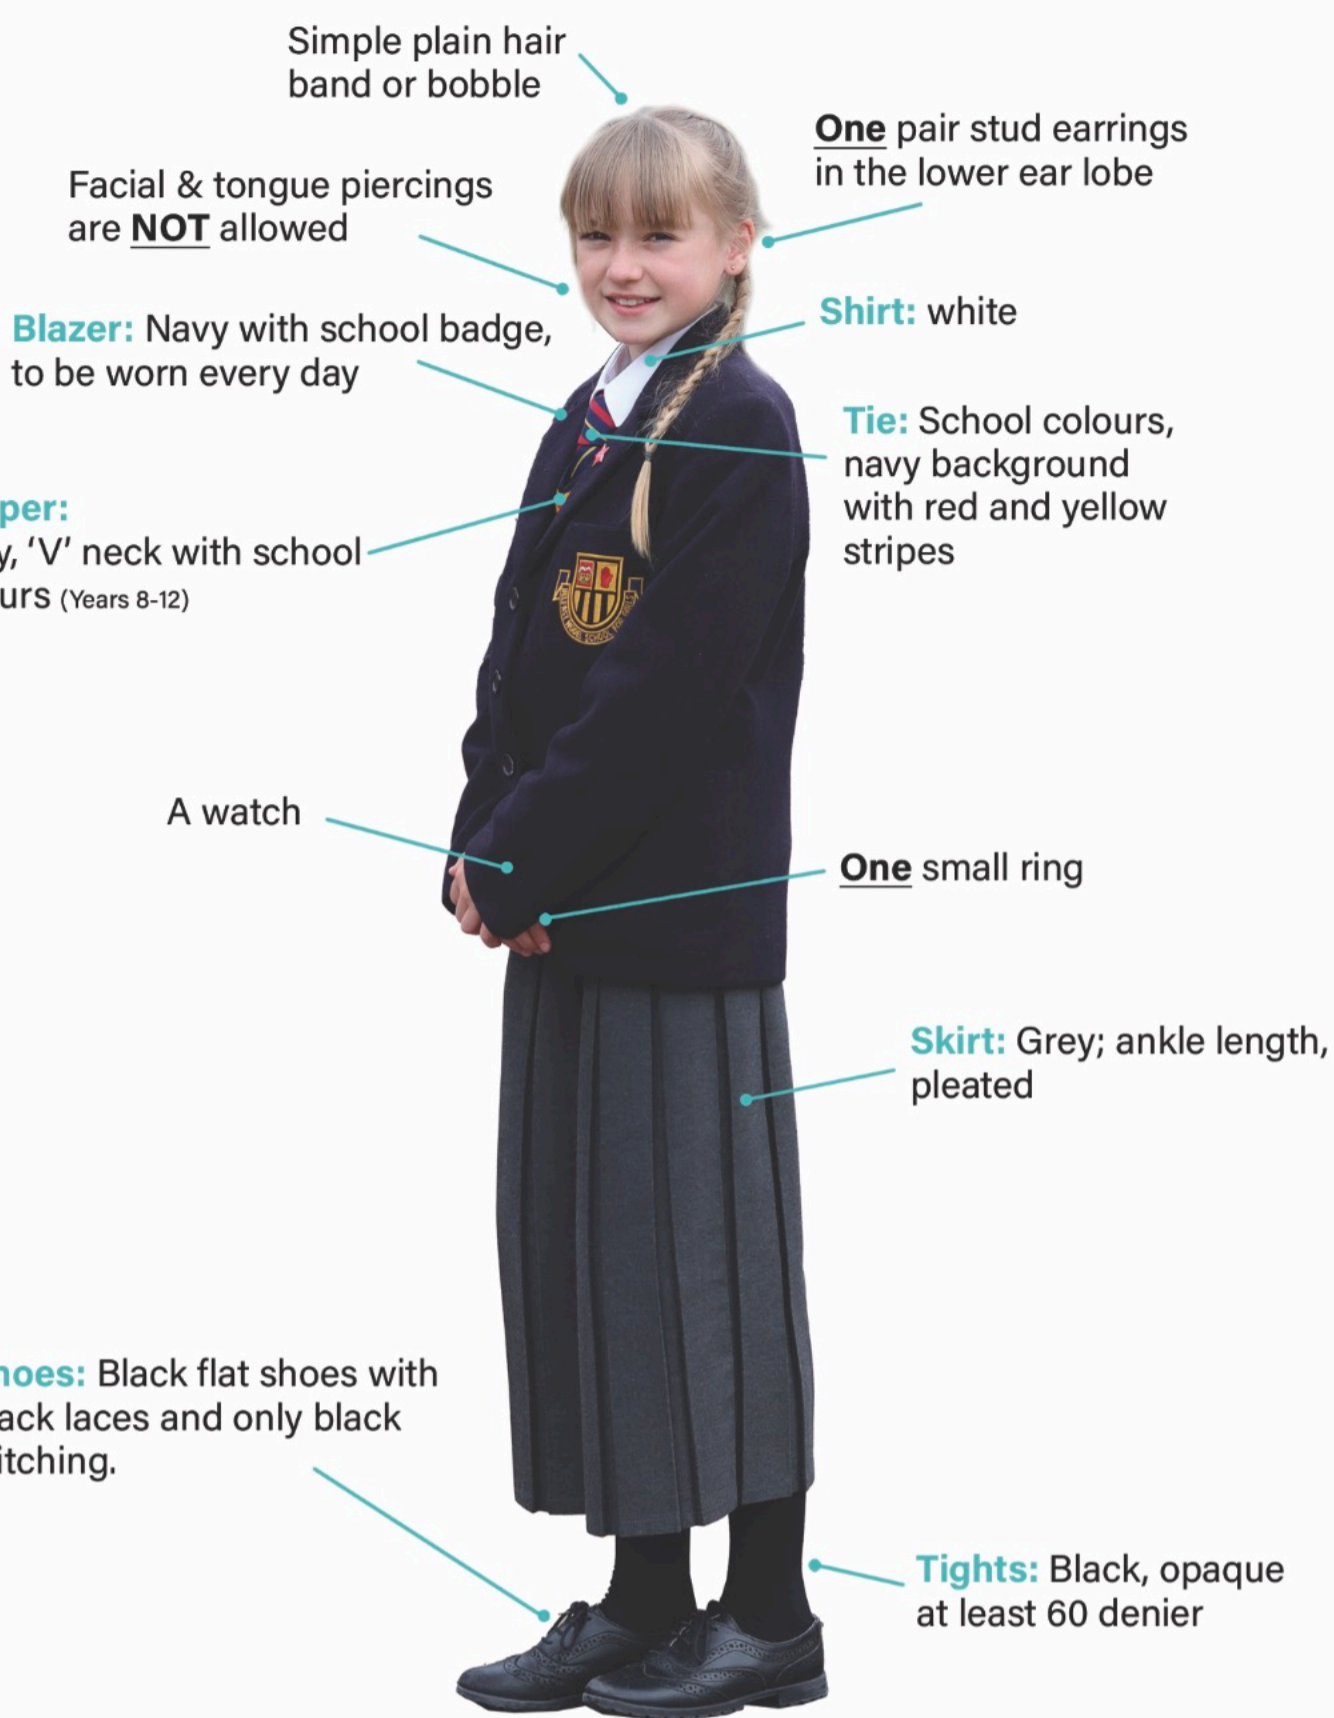 Simple plain hair
band or bobble
One pair stud earrings
in the lower ear lobe
Facial & tongue piercings
are NOT allowed
Blazer: Navy with school badge,
to be worn every day
Shirt: white
Tie: School colours,
navy background
with red and yellow
stripes
per:
y, ‘V’ neck with school
urs (Years 8-12)
A watch
One small ring
Skirt: Grey; ankle length,
pleated
hoes: Black flat shoes with
ack laces and only black
itching.
Tights: Black, opaque
at least 60 denier
MODEL SCHOOL FOR GIRLS